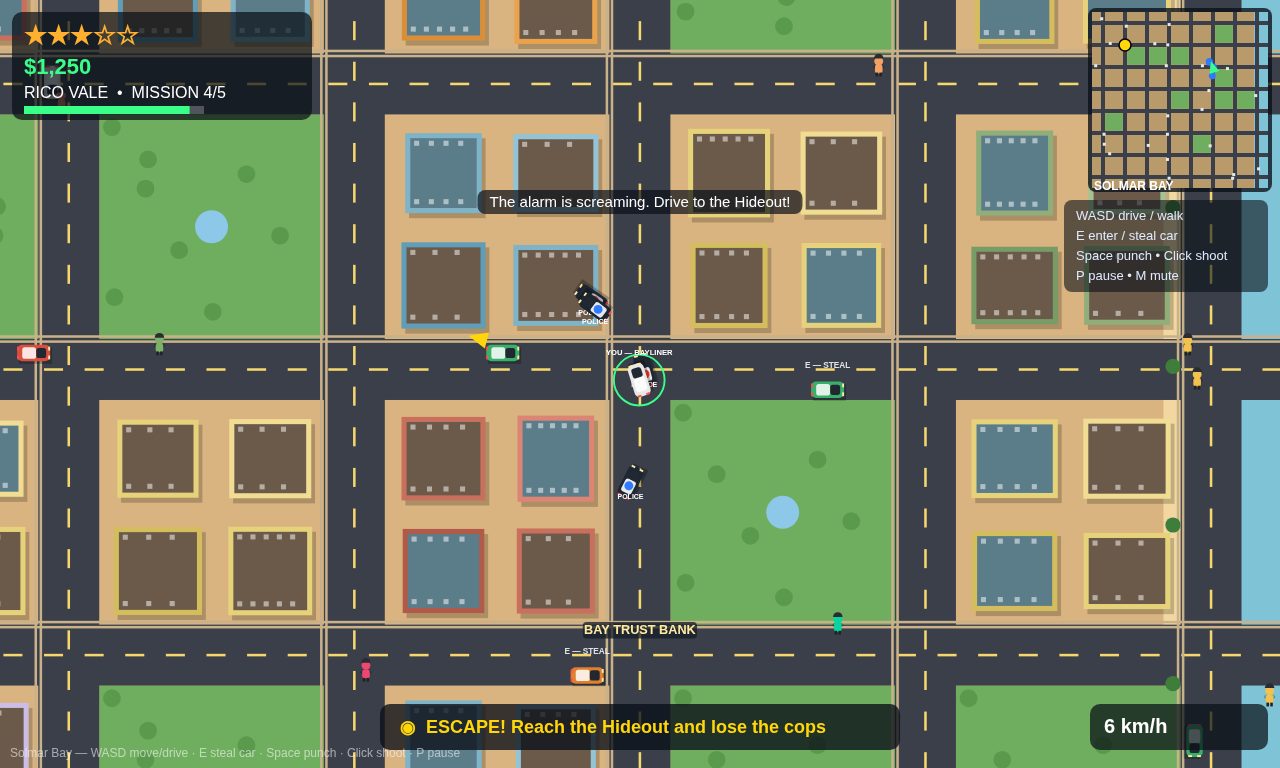 ★★★☆☆
$1,250
RICO VALE • MISSION 4/5
SOLMAR BAY
The alarm is screaming. Drive to the Hideout!
WASD drive / walk
E enter / steal car
Space punch • Click shoot
P pause • M mute
POLICE
YOU — BAYLINER
E — STEAL
POLICE
BAY TRUST BANK
E — STEAL
◉ ESCAPE! Reach the Hideout and lose the cops
6 km/h
Solmar Bay — WASD move/drive · E steal car · Space punch · Click shoot · P pause